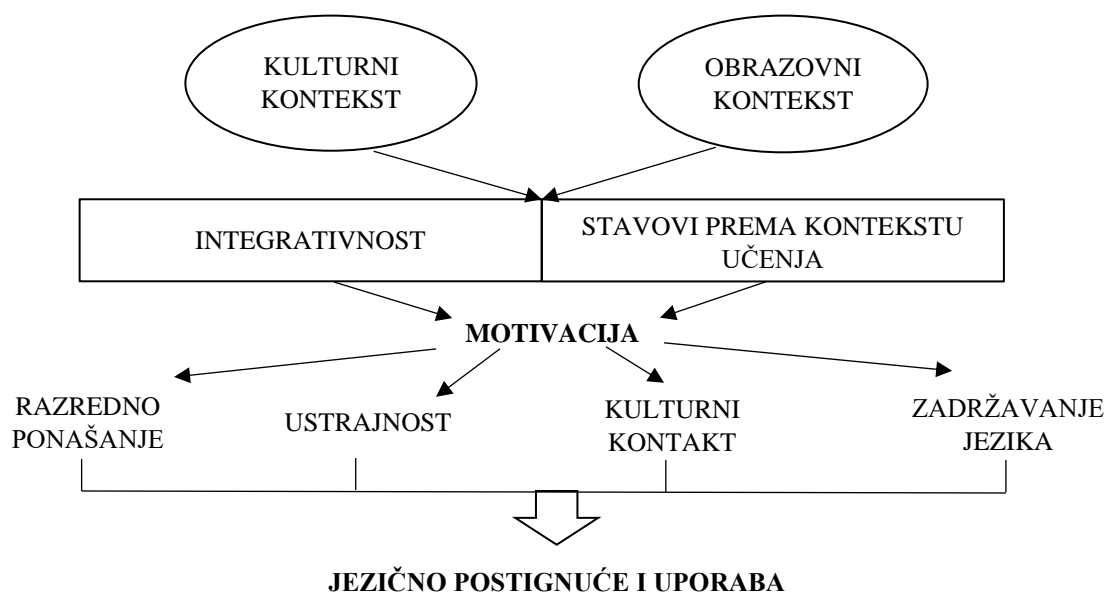 KULTURNI
KONTEKST
OBRAZOVNI
KONTEKST
INTEGRATIVNOST
STAVOVI PREMA KONTEKSTU
UČENJA
MOTIVACIJA
RAZREDNO
PONAŠANJE
USTRAJNOST
KULTURNI
KONTAKT
ZADRŽAVANJE
JEZIKA
JEZIČNO POSTIGNUĆE I UPORABA